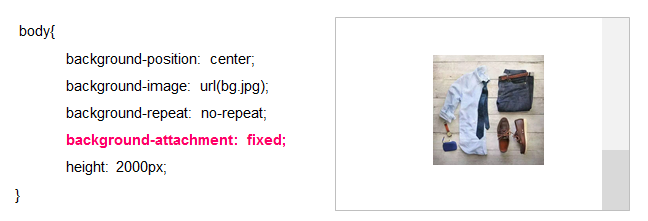 body{
background-position: center;
background-image: url(bg.jpg);
background-repeat: no-repeat;
background-attachment: fixed;
height: 2000px;
}